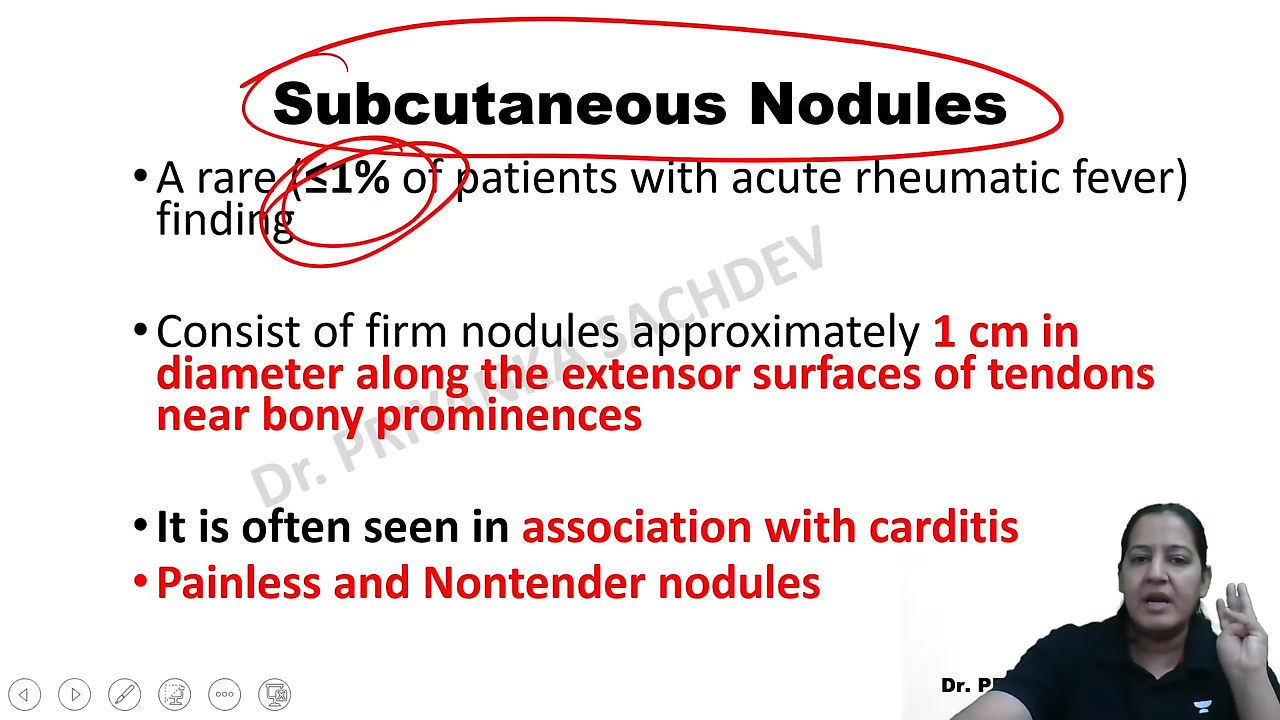 Subcutaneous Nodules
• A rare (≤1% of patients with acute rheumatic fever)
finding
• Consist of firm nodules approximately 1 cm in
diameter along the extensor surfaces of tendons
near bony prominences
• It is often seen in association with carditis
• Painless and Nontender nodules
Dr. PRIYANKA SACHDEV
Dr.